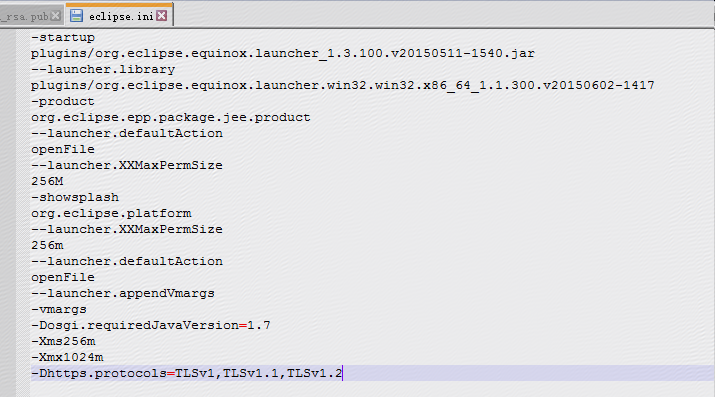 _rsa.pub eclipse.ini
-startup
plugins/org.eclipse.equinox.launcher_1.3.100.v20150511-1540.jar
--launcher.library
plugins/org.eclipse.equinox.launcher.win32.win32.x86_64_1.1.300.v20150602-1417
-product
org.eclipse.epp.package.jee.product
--launcher.defaultAction
openFile
--launcher.XXMaxPermSize
256M
-showsplash
org.eclipse.platform
--launcher.XXMaxPermSize
256m
--launcher.defaultAction
openFile
--launcher.appendVmargs
-vmargs
-Dosgi.requiredJavaVersion=1.7
-Xms256m
-Xmx1024m
-Dhttps.protocols=TLSv1,TLSv1.1,TLSv1.2